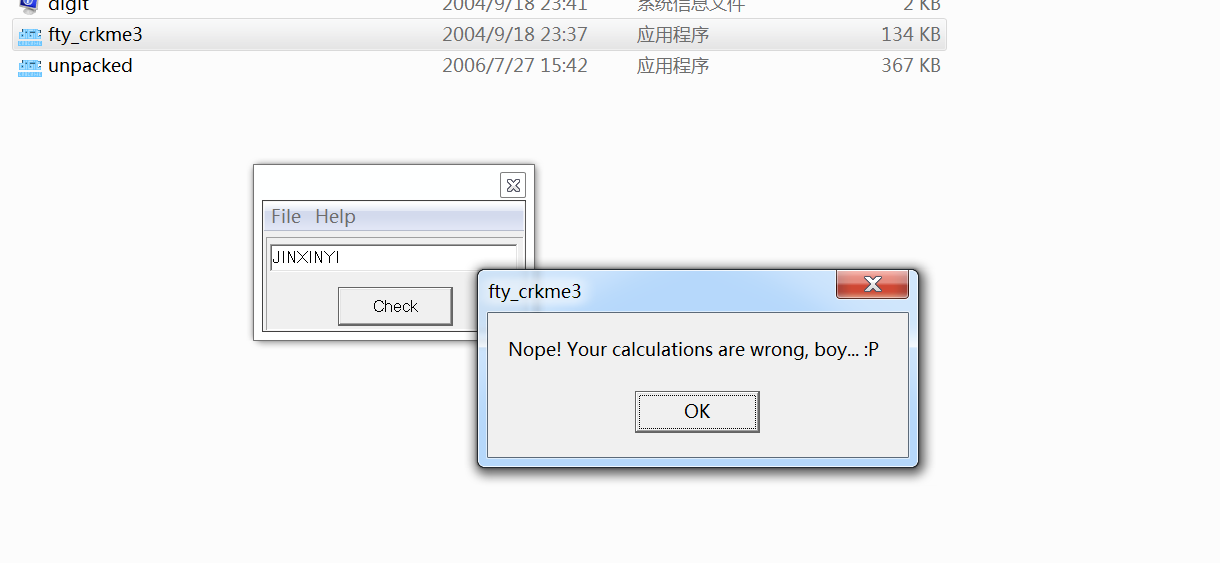 digit 2004/9/18 23:41 系统信息文件 2 KB
fty_crkme3 2004/9/18 23:37 应用程序 134 KB
unpacked 2006/7/27 15:42 应用程序 367 KB
File Help
JINXINYI
Check
fty_crkme3
Nope! Your calculations are wrong, boy... :P
OK